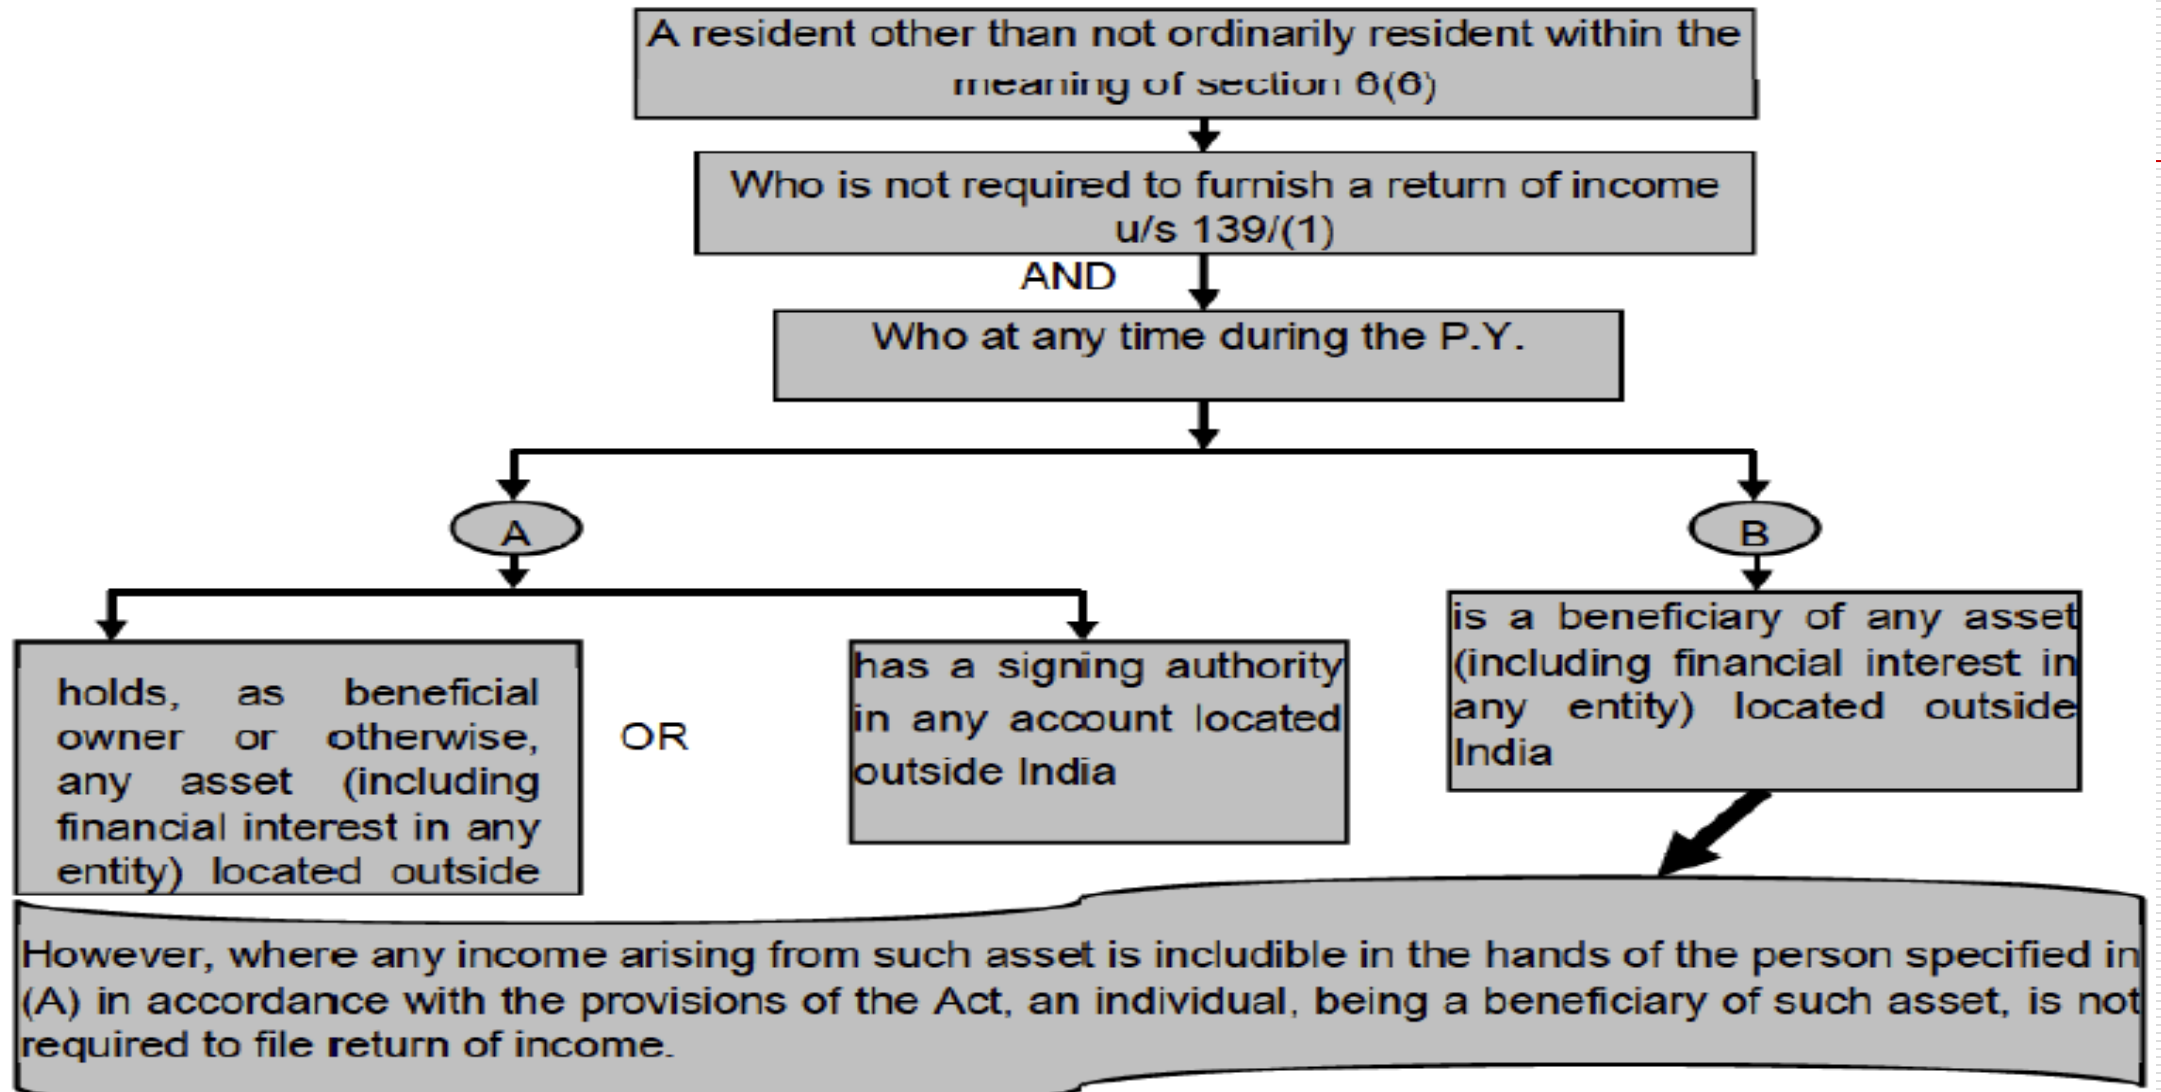 A resident other than not ordinarily resident within the
meaning of section 6(6)
Who is not required to furnish a return of income
u/s 139/(1)
AND
Who at any time during the P.Y.
A
B
holds, as beneficial
owner or otherwise,
any asset (including
financial interest in any
entity) located outside
OR
has a signing authority
in any account located
outside India
is a beneficiary of any asset
(including financial interest in
any entity) located outside
India
However, where any income arising from such asset is includible in the hands of the person specified in
(A) in accordance with the provisions of the Act, an individual, being a beneficiary of such asset, is not
required to file return of income.